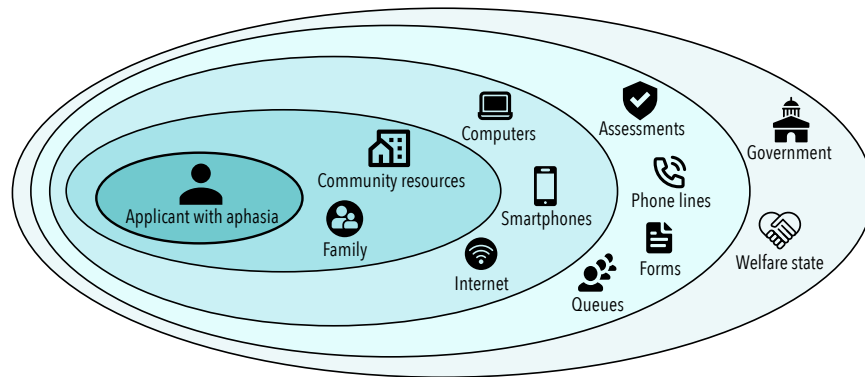 Computers
Assessments
Government
Community resources
Applicant with aphasia
Smartphones
Phone lines
Family
Internet
Forms
Welfare state
Queues